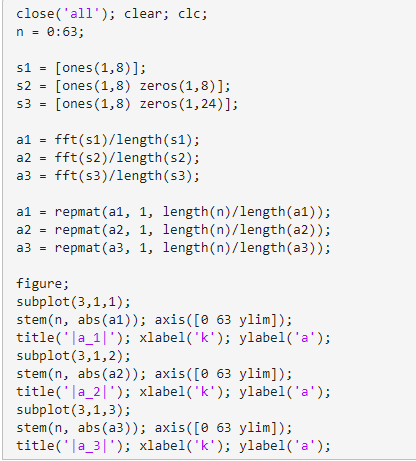 close('all'); clear; clc;
n = 0:63;
s1 = [ones(1,8)];
s2 = [ones(1,8) zeros(1,8)];
s3 = [ones(1,8) zeros(1,24)];
a1 = fft(s1)/length(s1);
a2 = fft(s2)/length(s2);
a3 = fft(s3)/length(s3);
a1 = repmat(a1, 1, length(n)/length(a1));
a2 = repmat(a2, 1, length(n)/length(a2));
a3 = repmat(a3, 1, length(n)/length(a3));
figure;
subplot(3,1,1);
stem(n, abs(a1)); axis([0 63 ylim]);
title('|a_1|'); xlabel('k'); ylabel('a');
subplot(3,1,2);
stem(n, abs(a2)); axis([0 63 ylim]);
title('|a_2|'); xlabel('k'); ylabel('a');
subplot(3,1,3);
stem(n, abs(a3)); axis([0 63 ylim]);
title('|a_3|'); xlabel('k'); ylabel('a');